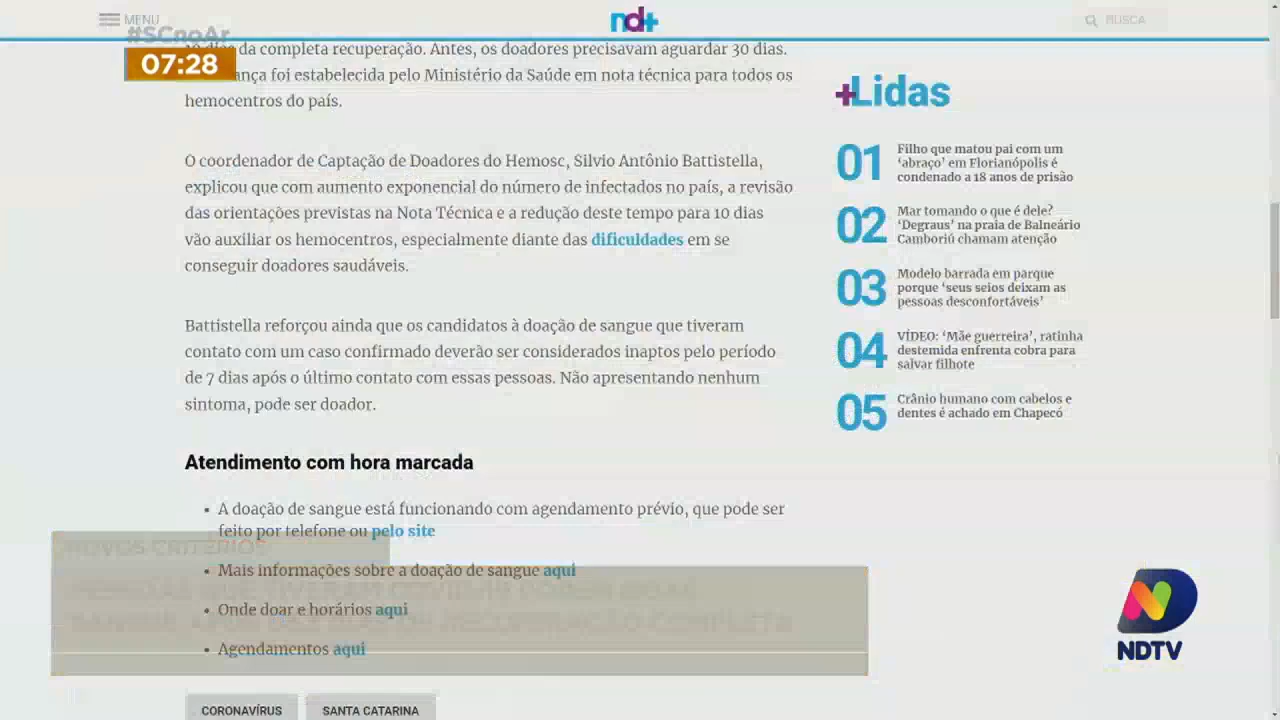 MENU
nd+
BUSCA
#SCnoAr
07:28
10 dias da completa recuperação. Antes, os doadores precisavam aguardar 30 dias.
ança foi estabelecida pelo Ministério da Saúde em nota técnica para todos os
hemocentros do país.
O coordenador de Captação de Doadores do Hemosc, Silvio Antônio Battistella,
explicou que com aumento exponencial do número de infectados no país, a revisão
das orientações previstas na Nota Técnica e a redução deste tempo para 10 dias
vão auxiliar os hemocentros, especialmente diante das dificuldades em se
conseguir doadores saudáveis.
Battistella reforçou ainda que os candidatos à doação de sangue que tiveram
contato com um caso confirmado deverão ser considerados inaptos pelo período
de 7 dias após o último contato com essas pessoas. Não apresentando nenhum
sintoma, pode ser doador.
Atendimento com hora marcada
A doação de sangue está funcionando com agendamento prévio, que pode ser
feito por telefone ou pelo site
NOVOS CRITÉRIOS
Mais informações sobre a doação de sangue aqui
Onde doar e horários aqui
Agendamentos aqui
CORONAVÍRUS
SANTA CATARINA
+Lidas
01
Filho que matou pai com um
‘abraço’ em Florianópolis é
condenado a 18 anos de prisão
02
Mar tomando o que é dele?
‘Degraus’ na praia de Balneário
Camboriú chamam atenção
03
Modelo barrada em parque
porque ‘seus seios deixam as
pessoas desconfortáveis’
04
VÍDEO: ‘Mãe guerreira’, ratinha
destemida enfrenta cobra para
salvar filhote
05
Crânio humano com cabelos e
dentes é achado em Chapecó
NDTV